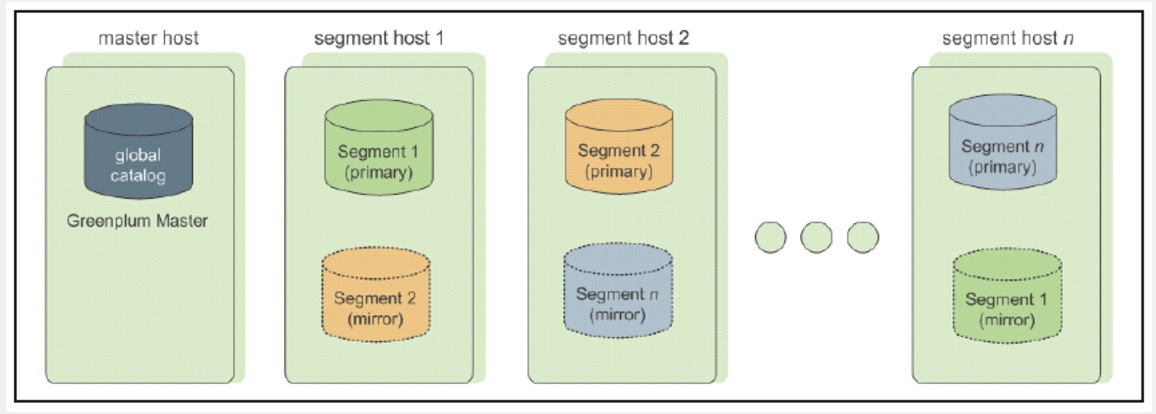 master host
segment host 1
segment host 2
segment host n
global
catalog
Greenplum Master
Segment 1
(primary)
Segment 2
(primary)
Segment n
(primary)
Segment 2
(mirror)
Segment n
(mirror)
Segment 1
(mirror)